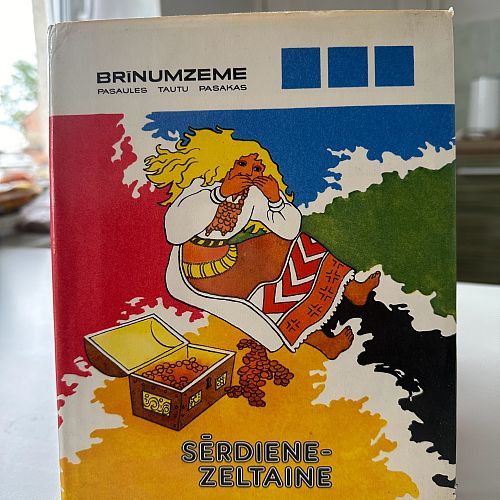 BRĪNUMZEME
PASAULES TAUTU PASAKAS
SĒRDIENE-
ZELTAINE